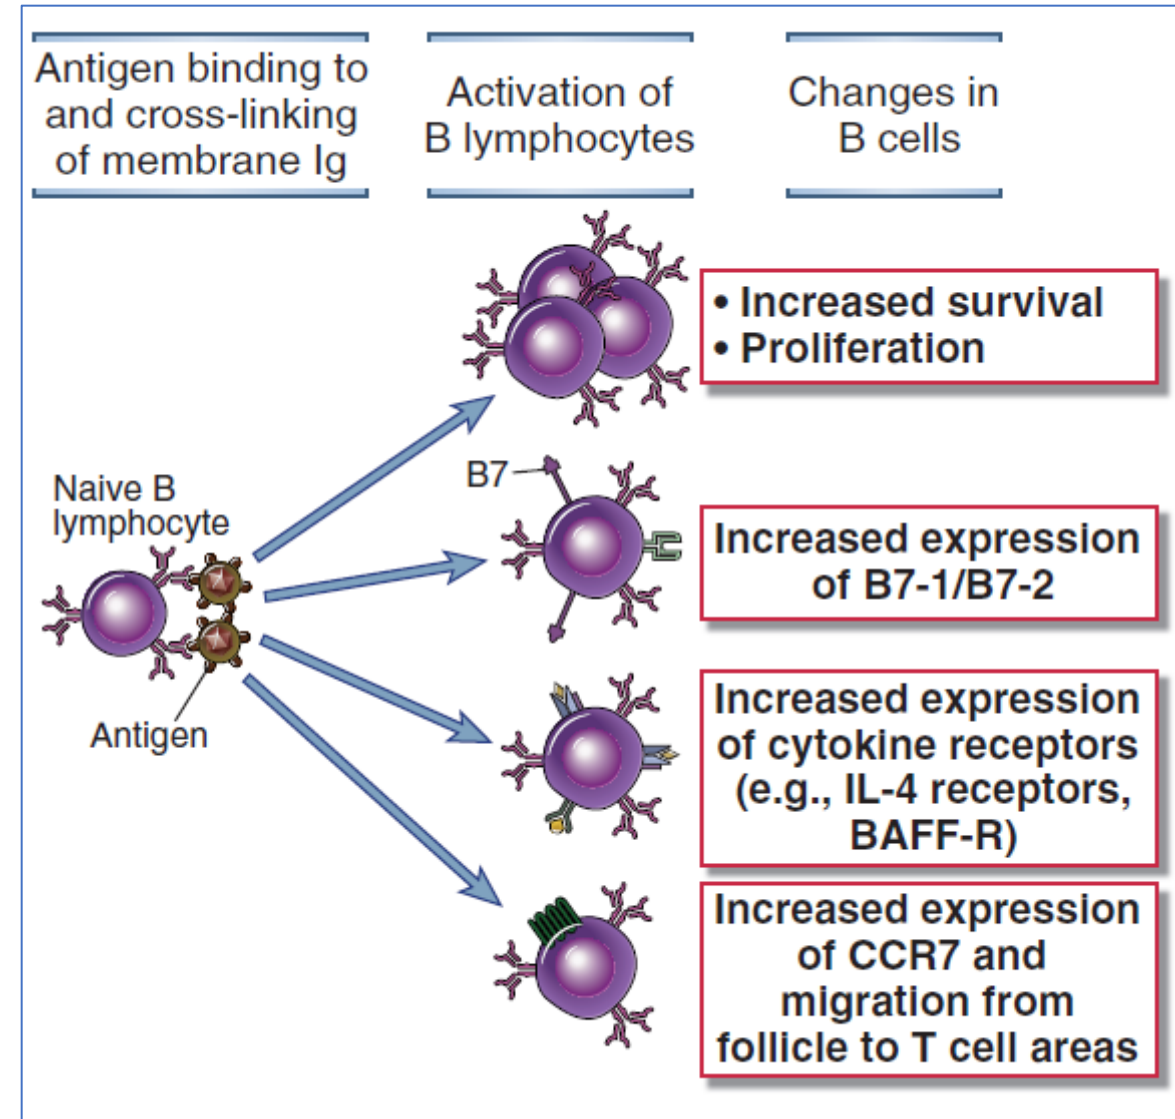 Antigen binding to
and cross-linking
of membrane Ig
Activation of
B lymphocytes
Changes in
B cells
• Increased survival
• Proliferation
B7
Increased expression
of B7-1/B7-2
Naive B
lymphocyte
Antigen
Increased expression
of cytokine receptors
(e.g., IL-4 receptors,
BAFF-R)
Increased expression
of CCR7 and
migration from
follicle to T cell areas